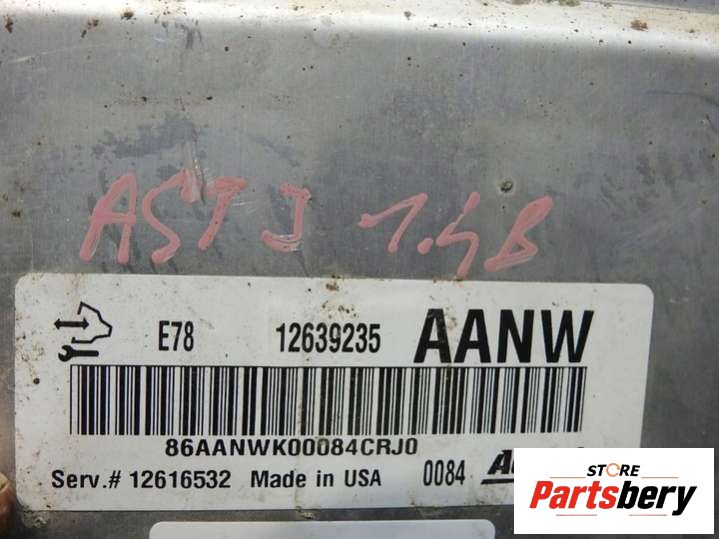 AST J 1.4B
E78 12639235 AANW
86AANWK00084CRJ0
Serv.# 12616532 Made in USA 0084
STORE
Partsbery